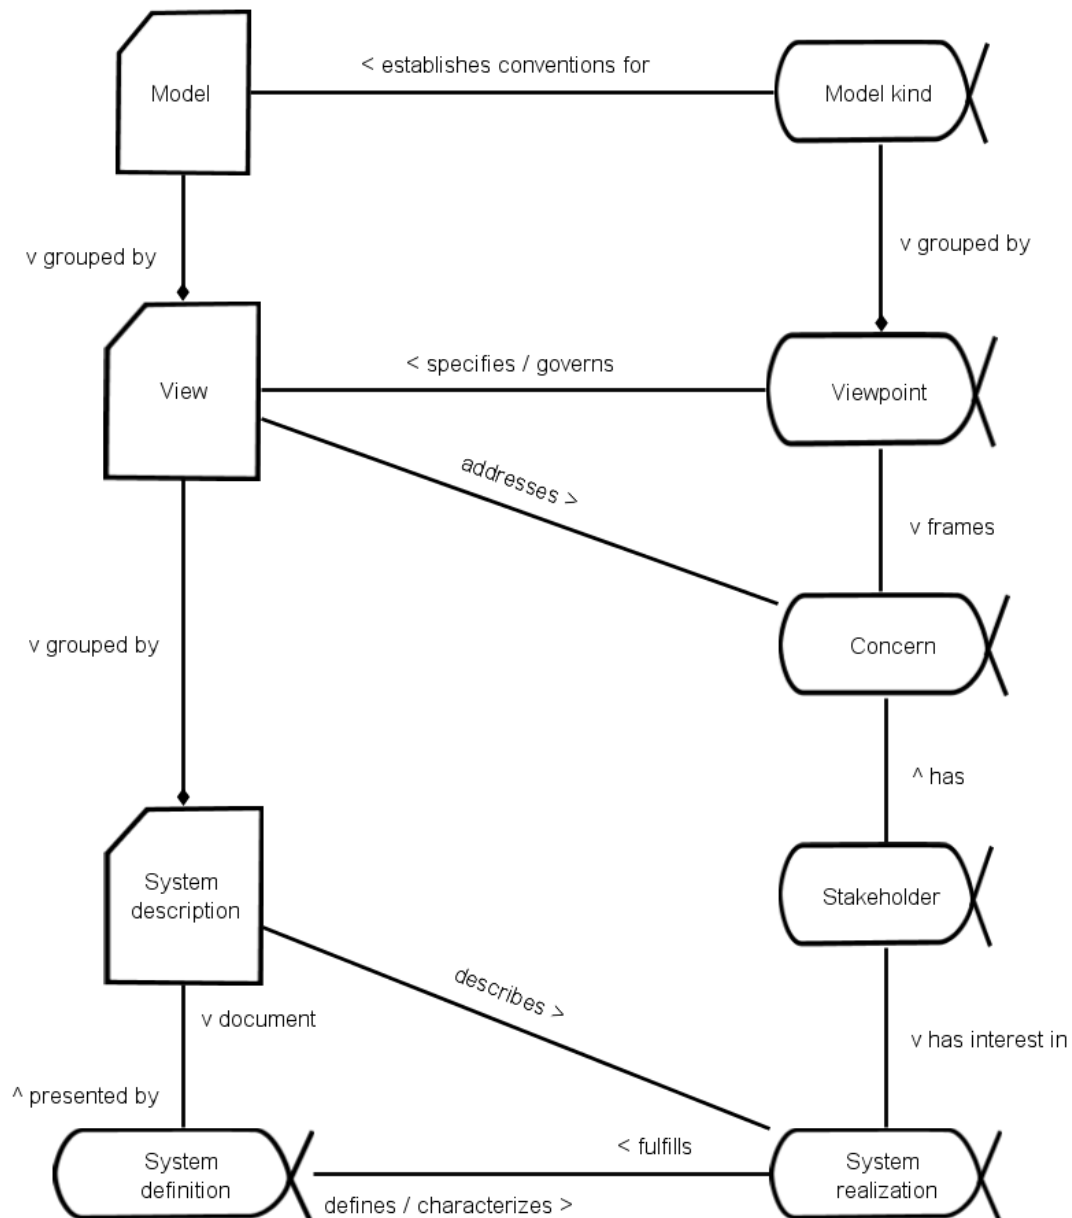 < establishes conventions for
Model
Model kind
v grouped by
v grouped by
< specifies / governs
View
Viewpoint
addresses >
v frames
v grouped by
Concern
^ has
System
description
Stakeholder
describes >
v document
v has interest in
^ presented by
< fulfills
System
definition
System
realization
defines / characterizes >